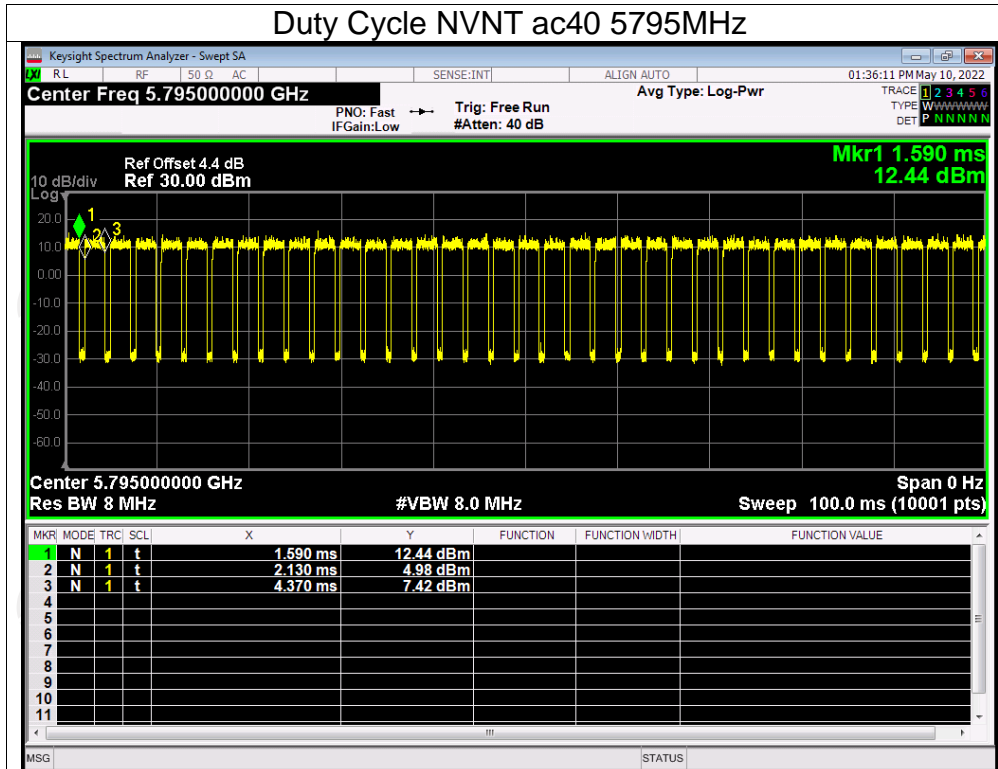 Duty Cycle NVNT ac40 5795MHz
Keysight Spectrum Analyzer - Swept SA
LXI RL RF 50 Ω AC SENSE:INT ALIGN AUTO 01:36:11 PM May 10, 2022
Center Freq 5.795000000 GHz Avg Type: Log-Pwr TRACE 1 2 3 4 5 6
PNO: Fast Trig: Free Run TYPE WWWWWW
IFGain:Low #Atten: 40 dB DET P N N N N N
Mkr1 1.590 ms
Ref Offset 4.4 dB
10 dB/div Ref 30.00 dBm 12.44 dBm
Log
20.0
1 2 3
10.0
0.00
-10.0
-20.0
-30.0
-40.0
-50.0
-60.0
Center 5.795000000 GHz Span 0 Hz
Res BW 8 MHz #VBW 8.0 MHz Sweep 100.0 ms (10001 pts)
MKR MODE TRC SCL X Y FUNCTION FUNCTION WIDTH FUNCTION VALUE
1 N 1 t 1.590 ms 12.44 dBm
2 N 1 t 2.130 ms 4.98 dBm
3 N 1 t 4.370 ms 7.42 dBm
4
5
6
7
8
9
10
11
MSG STATUS